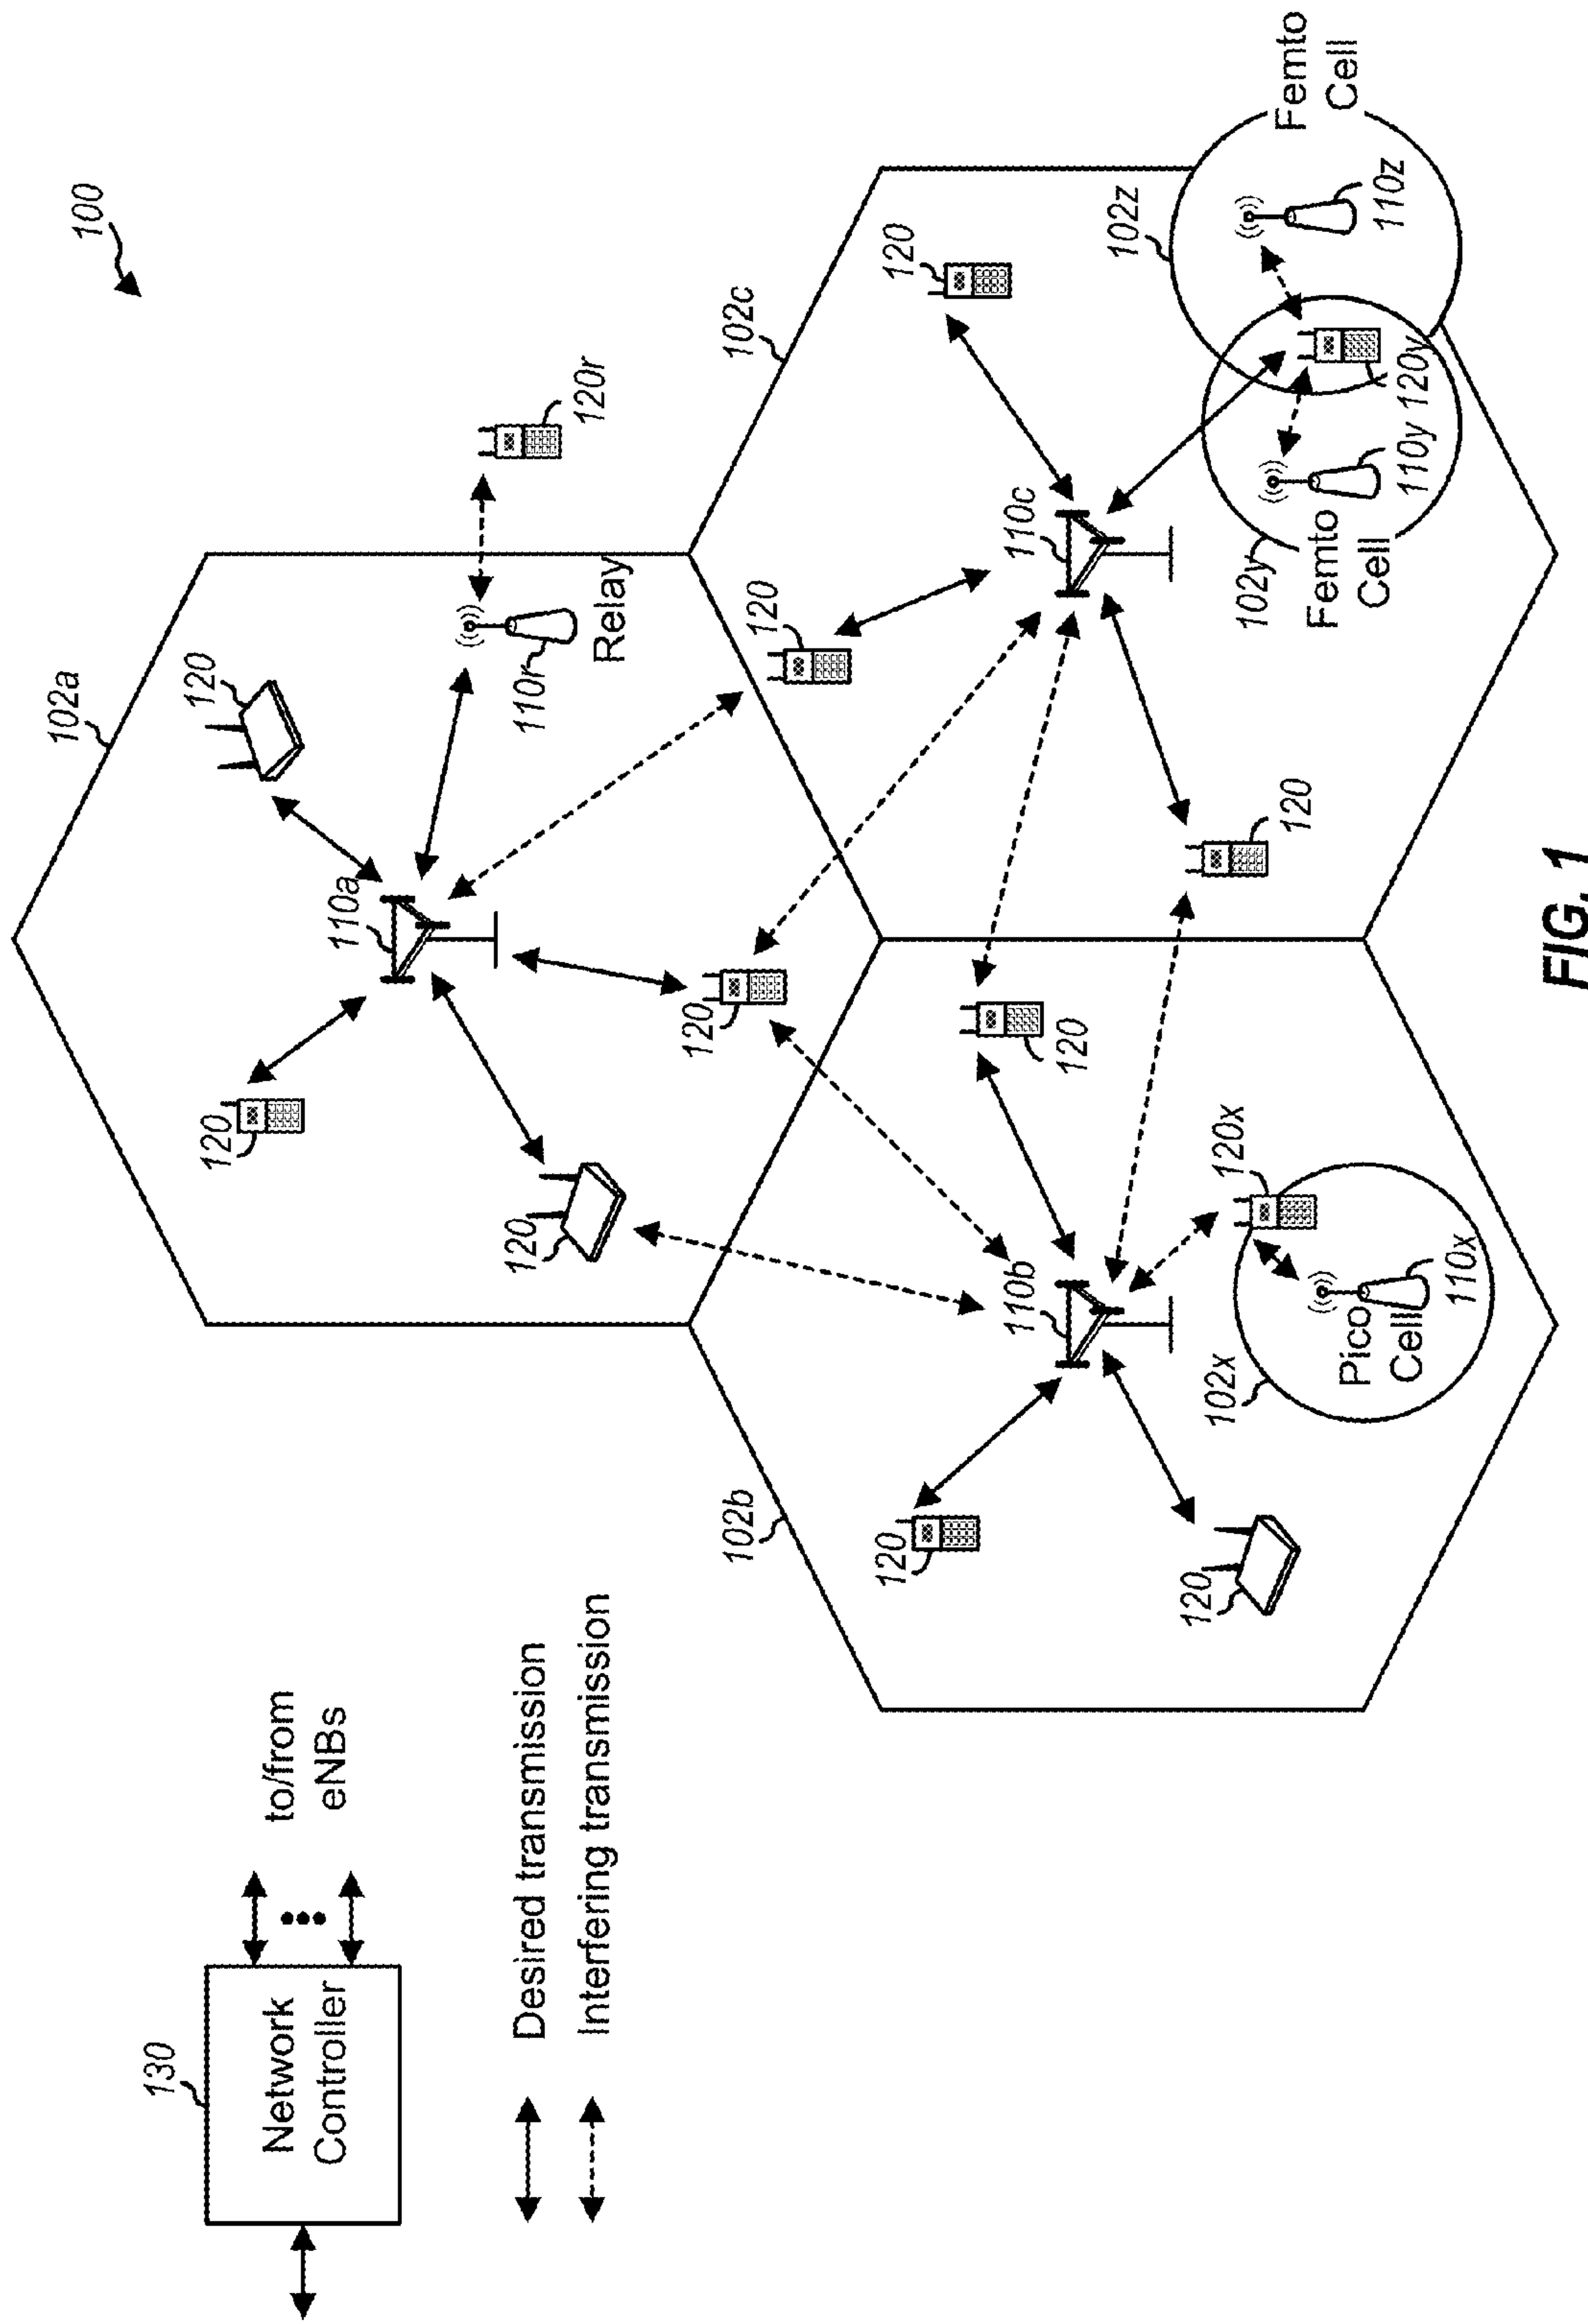 100
130
Network
Controller
to/from
eNBs
Desired transmission
Interfering transmission
102a
120
120
110a
120
120
110r
Relay
120r
102b
120
120
110b
120
120x
102x
Pico
Cell
110x
102c
120
120
110c
120
102y
Femto
Cell
110y
120y
102z
110z
Femto
Cell
120
FIG. 1